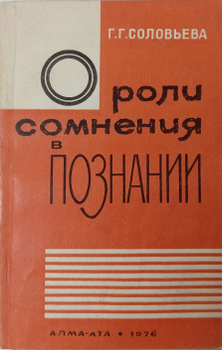 Г.Г.СОЛОВЬЕВА
О роли
сомнения
в
ПОЗНАНИИ
АЛМА-АТА • 1976